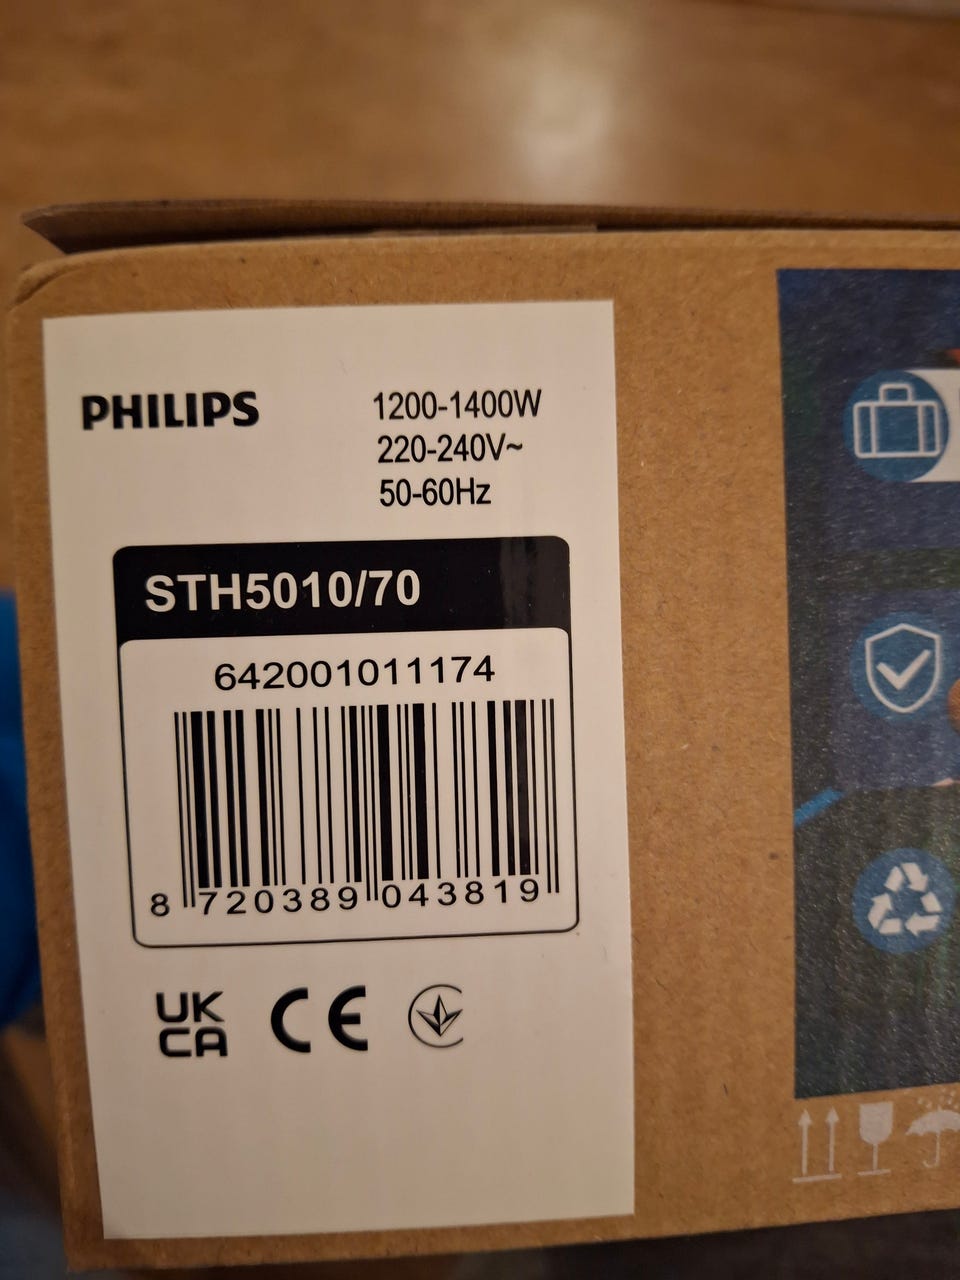 PHILIPS
1200-1400W
220-240V~
50-60Hz
STH5010/70
642001011174
8 720389 043819
UK
CA
CE